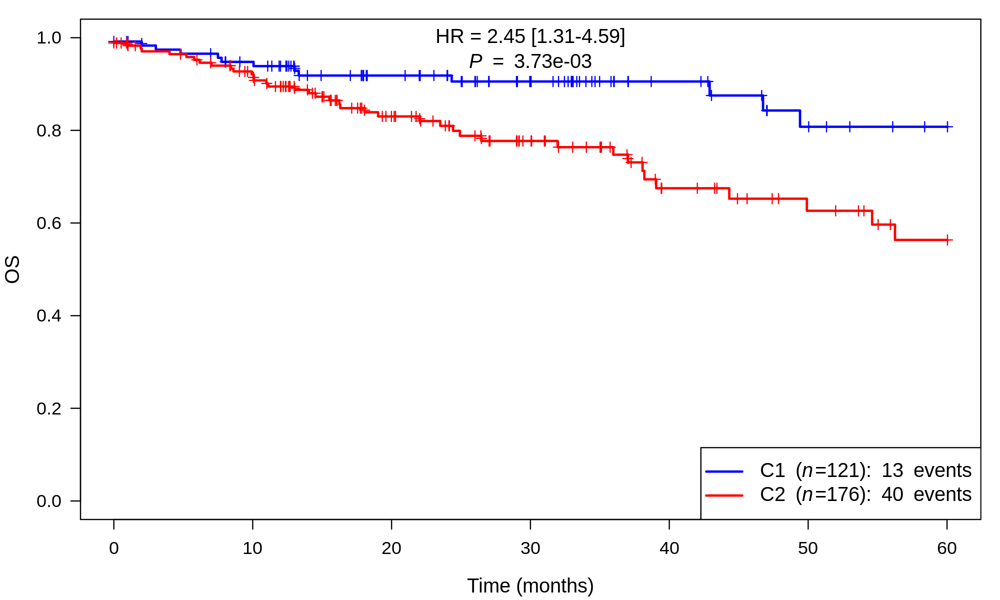 HR = 2.45 [1.31-4.59]
P = 3.73e-03
1.0
0.8
0.6
0.4
0.2
0.0
OS
C1 (n=121): 13 events
C2 (n=176): 40 events
0 10 20 30 40 50 60
Time (months)